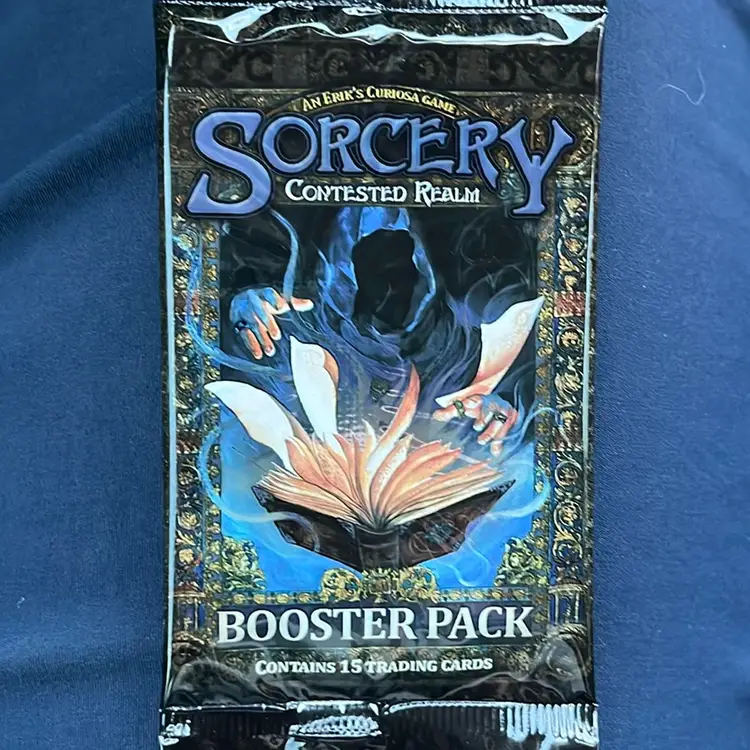 An Erik's Curiosa Game
Sorcery
Contested Realm
Booster Pack
Contains 15 Trading Cards